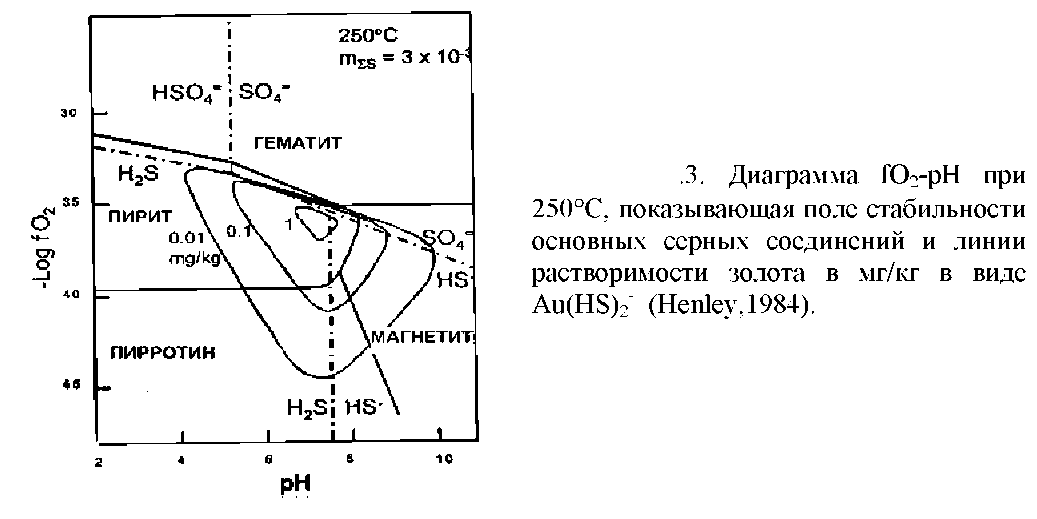 250°C
mΣS = 3 x 10-3
HSO4= SO4=
30
ГЕМАТИТ
H2S
35
ПИРИТ
0.01 0.1 1
mg/kg
SO4
HS-
-Log f O2
40
МАГНЕТИТ
ПИРРОТИН
45
H2S HS-
2 4 6 8 10
pH
.3. Диаграмма fO2-pH при
250°С, показывающая поле стабильности
основных серных соединений и линии
растворимости золота в мг/кг в виде
Au(HS)2- (Henley,1984).